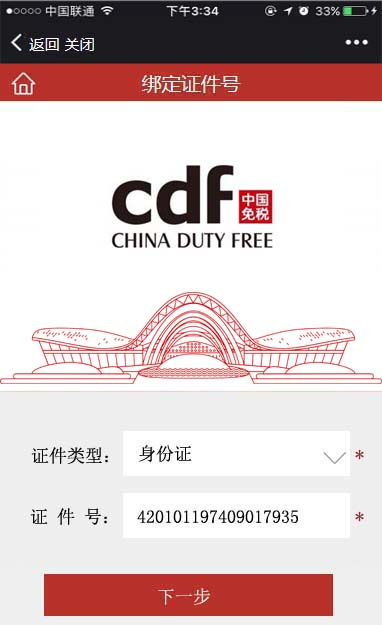 中国联通 下午3:34 33%
返回 关闭
绑定证件号
cdf 中国免税
CHINA DUTY FREE
证件类型: 身份证 *
证 件 号: 420101197409017935 *
下一步